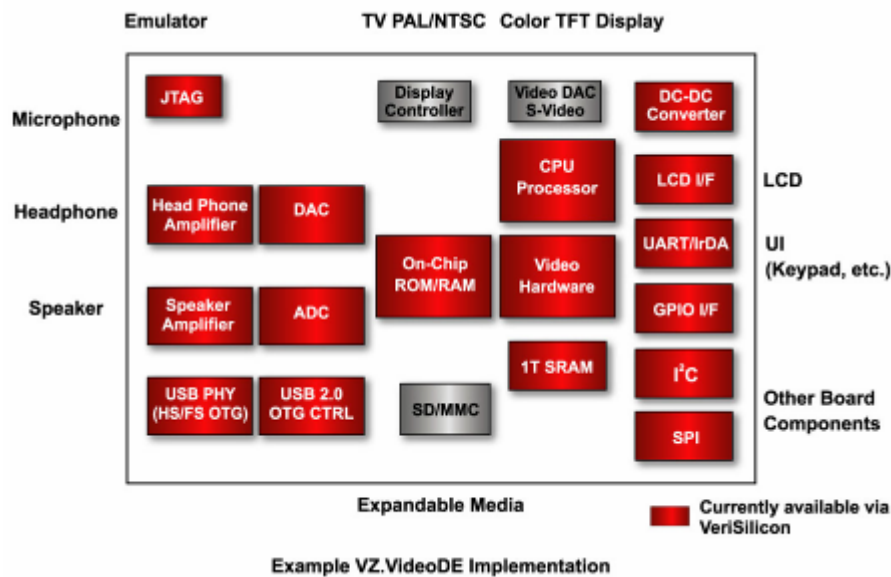 Emulator
TV PAL/NTSC
Color TFT Display
JTAG
Display
Controller
Video DAC
S-Video
DC-DC
Converter
Microphone
CPU
Processor
LCD I/F
LCD
Headphone
Head Phone
Amplifier
DAC
On-Chip
ROM/RAM
Video
Hardware
UART/IrDA
UI
(Keypad, etc.)
Speaker
Speaker
Amplifier
ADC
GPIO I/F
1T SRAM
I²C
USB PHY
(HS/FS OTG)
USB 2.0
OTG CTRL
SD/MMC
SPI
Other Board
Components
Expandable Media
Currently available via
VeriSilicon
Example VZ.VideoDE Implementation